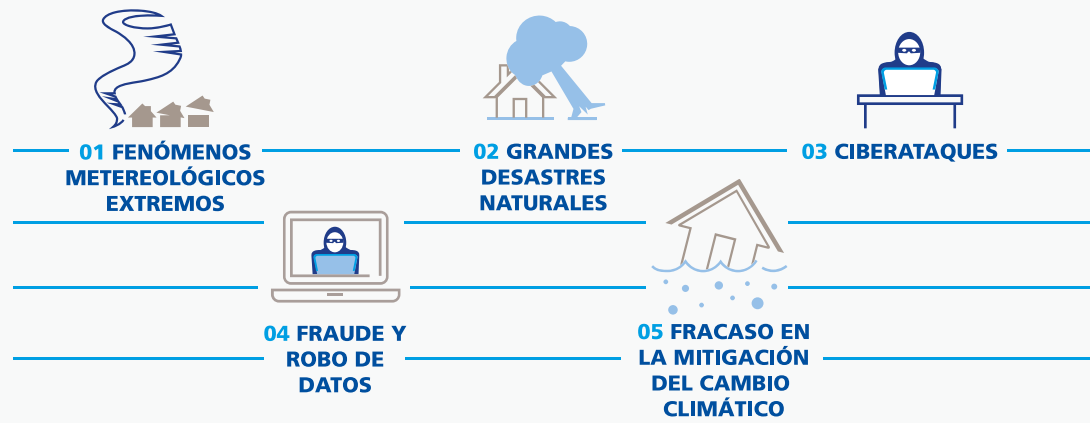 01 FENÓMENOS
METEREOLÓGICOS
EXTREMOS
02 GRANDES
DESASTRES
NATURALES
03 CIBERATAQUES
04 FRAUDE Y
ROBO DE
DATOS
05 FRACASO EN
LA MITIGACIÓN
DEL CAMBIO
CLIMÁTICO